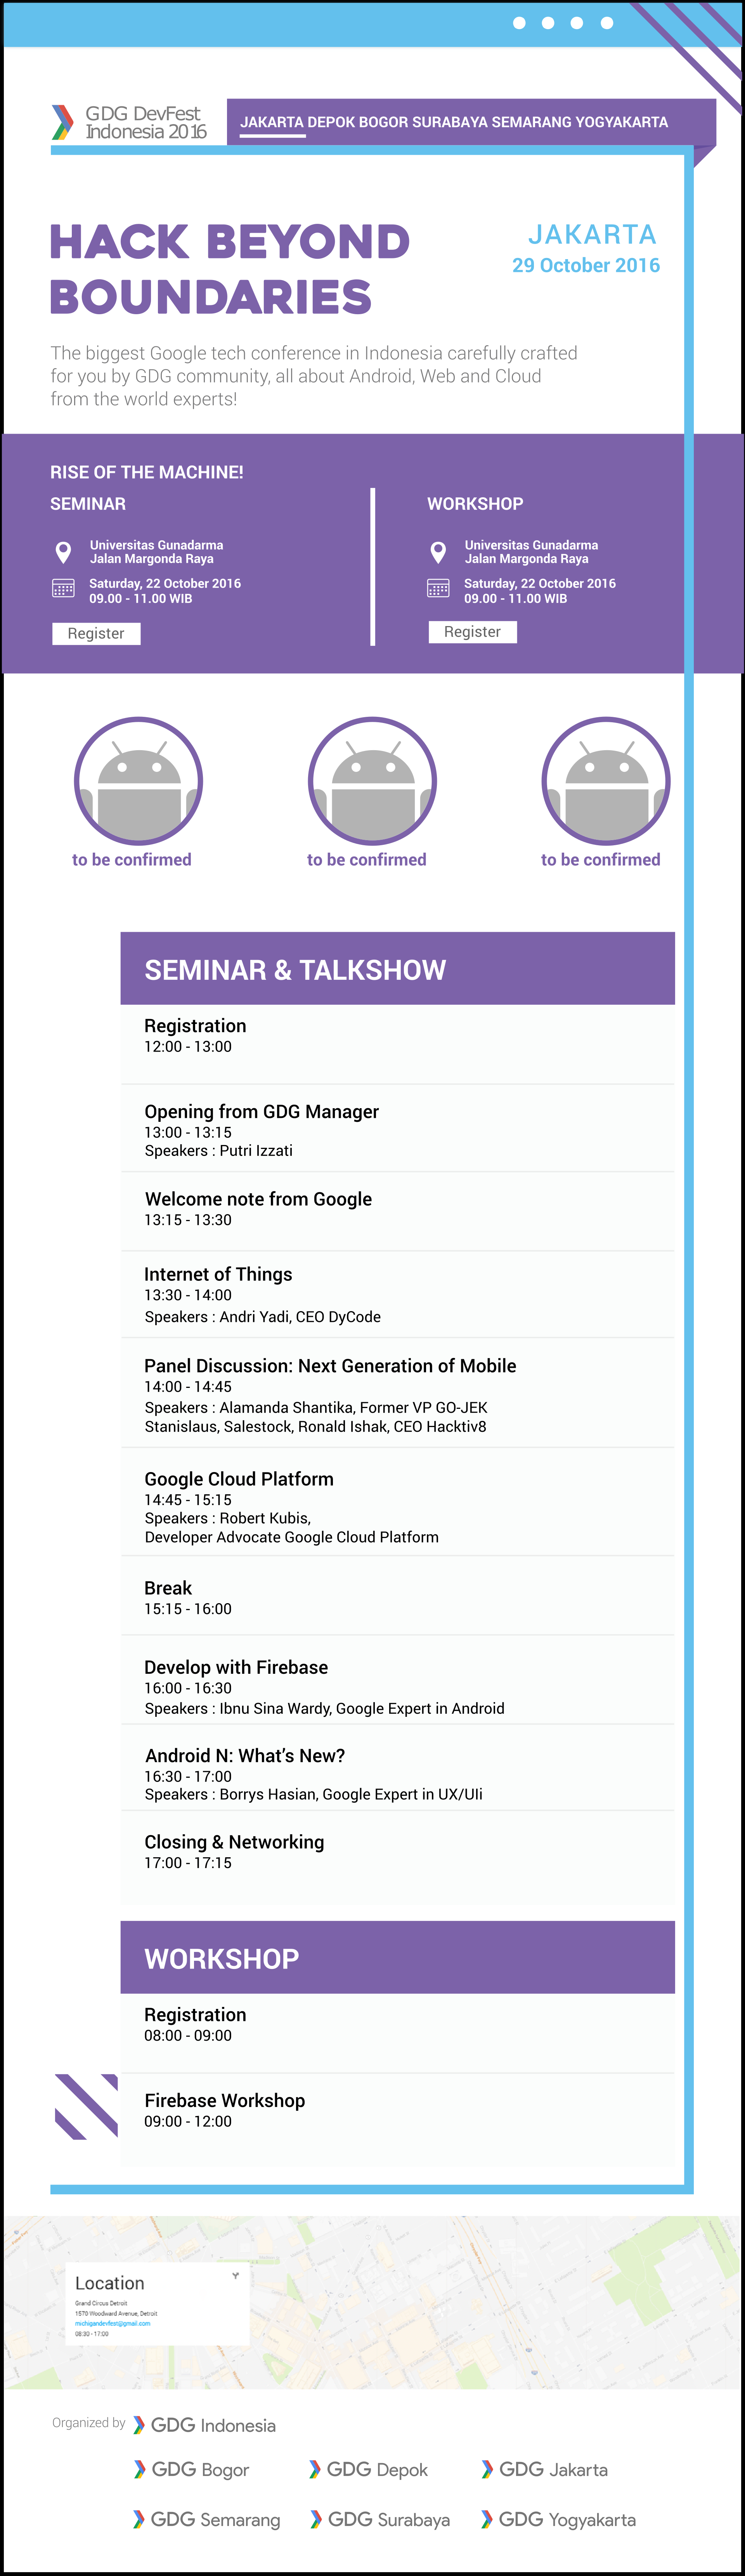 GDG DevFest
Indonesia 2016
JAKARTA DEPOK BOGOR SURABAYA SEMARANG YOGYAKARTA
HACK BEYOND
BOUNDARIES
JAKARTA
29 October 2016
The biggest Google tech conference in Indonesia carefully crafted
for you by GDG community, all about Android, Web and Cloud
from the world experts!
RISE OF THE MACHINE!
SEMINAR
Universitas Gunadarma
Jalan Margonda Raya
Saturday, 22 October 2016
09.00 - 11.00 WIB
Register
WORKSHOP
Universitas Gunadarma
Jalan Margonda Raya
Saturday, 22 October 2016
09.00 - 11.00 WIB
Register
to be confirmed
to be confirmed
to be confirmed
SEMINAR & TALKSHOW
Registration
12:00 - 13:00
Opening from GDG Manager
13:00 - 13:15
Speakers : Putri Izzati
Welcome note from Google
13:15 - 13:30
Internet of Things
13:30 - 14:00
Speakers : Andri Yadi, CEO DyCode
Panel Discussion: Next Generation of Mobile
14:00 - 14:45
Speakers : Alamanda Shantika, Former VP GO-JEK
Stanislaus, Salestock, Ronald Ishak, CEO Hacktiv8
Google Cloud Platform
14:45 - 15:15
Speakers : Robert Kubis,
Developer Advocate Google Cloud Platform
Break
15:15 - 16:00
Develop with Firebase
16:00 - 16:30
Speakers : Ibnu Sina Wardy, Google Expert in Android
Android N: What's New?
16:30 - 17:00
Speakers : Borrys Hasian, Google Expert in UX/UIi
Closing & Networking
17:00 - 17:15
WORKSHOP
Registration
08:00 - 09:00
Firebase Workshop
09:00 - 12:00
Location
Grand Circus Detroit
1570 Woodward Avenue, Detroit
michigandevfest@gmail.com
08:30 - 17:00
Organized by
GDG Indonesia
GDG Bogor
GDG Depok
GDG Jakarta
GDG Semarang
GDG Surabaya
GDG Yogyakarta